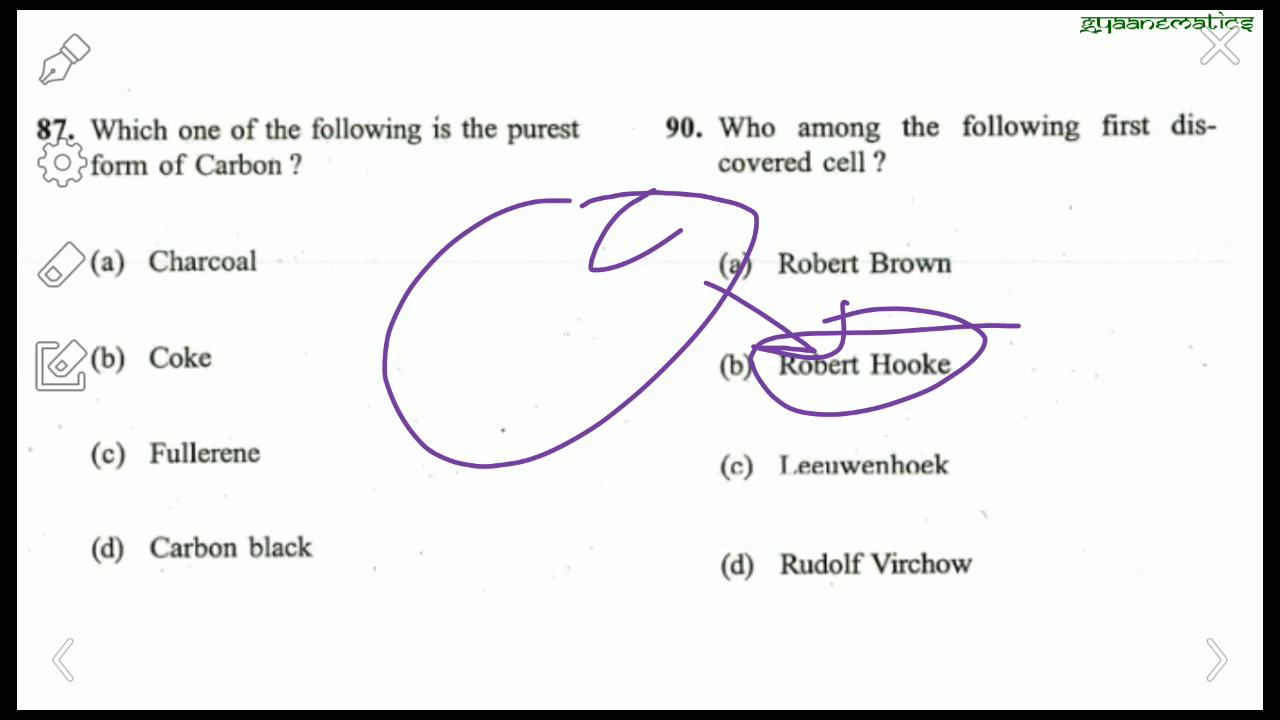 gyaanematics
87. Which one of the following is the purest
form of Carbon ?
(a) Charcoal
(b) Coke
(c) Fullerene
(d) Carbon black
90. Who among the following first dis-
covered cell ?
(a) Robert Brown
(b) Robert Hooke
(c) Leeuwenhoek
(d) Rudolf Virchow